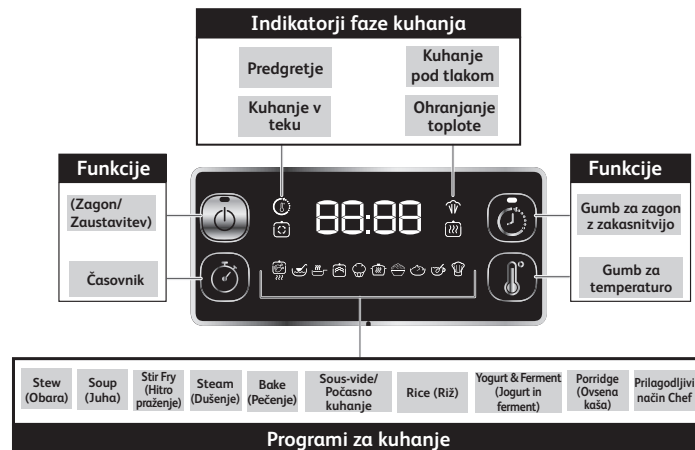 Indikatorji faze kuhanja
Predgretje
Kuhanje
pod tlakom
Kuhanje v
teku
Ohranjanje
toplote
Funkcije
(Zagon/
Zaustavitev)
Časovnik
88:88
Funkcije
Gumb za zagon
z zakasnitvijo
Gumb za
temperaturo
Stew
(Obara)
Soup
(Juha)
Stir Fry
(Hitro
praženje)
Steam
(Dušenje)
Bake
(Pečenje)
Sous-vide/
Počasno
kuhanje
Rice (Riž)
Yogurt & Ferment
(Jogurt in
ferment)
Porridge
(Ovsena
kaša)
Prilagodljivi
način Chef
Programi za kuhanje